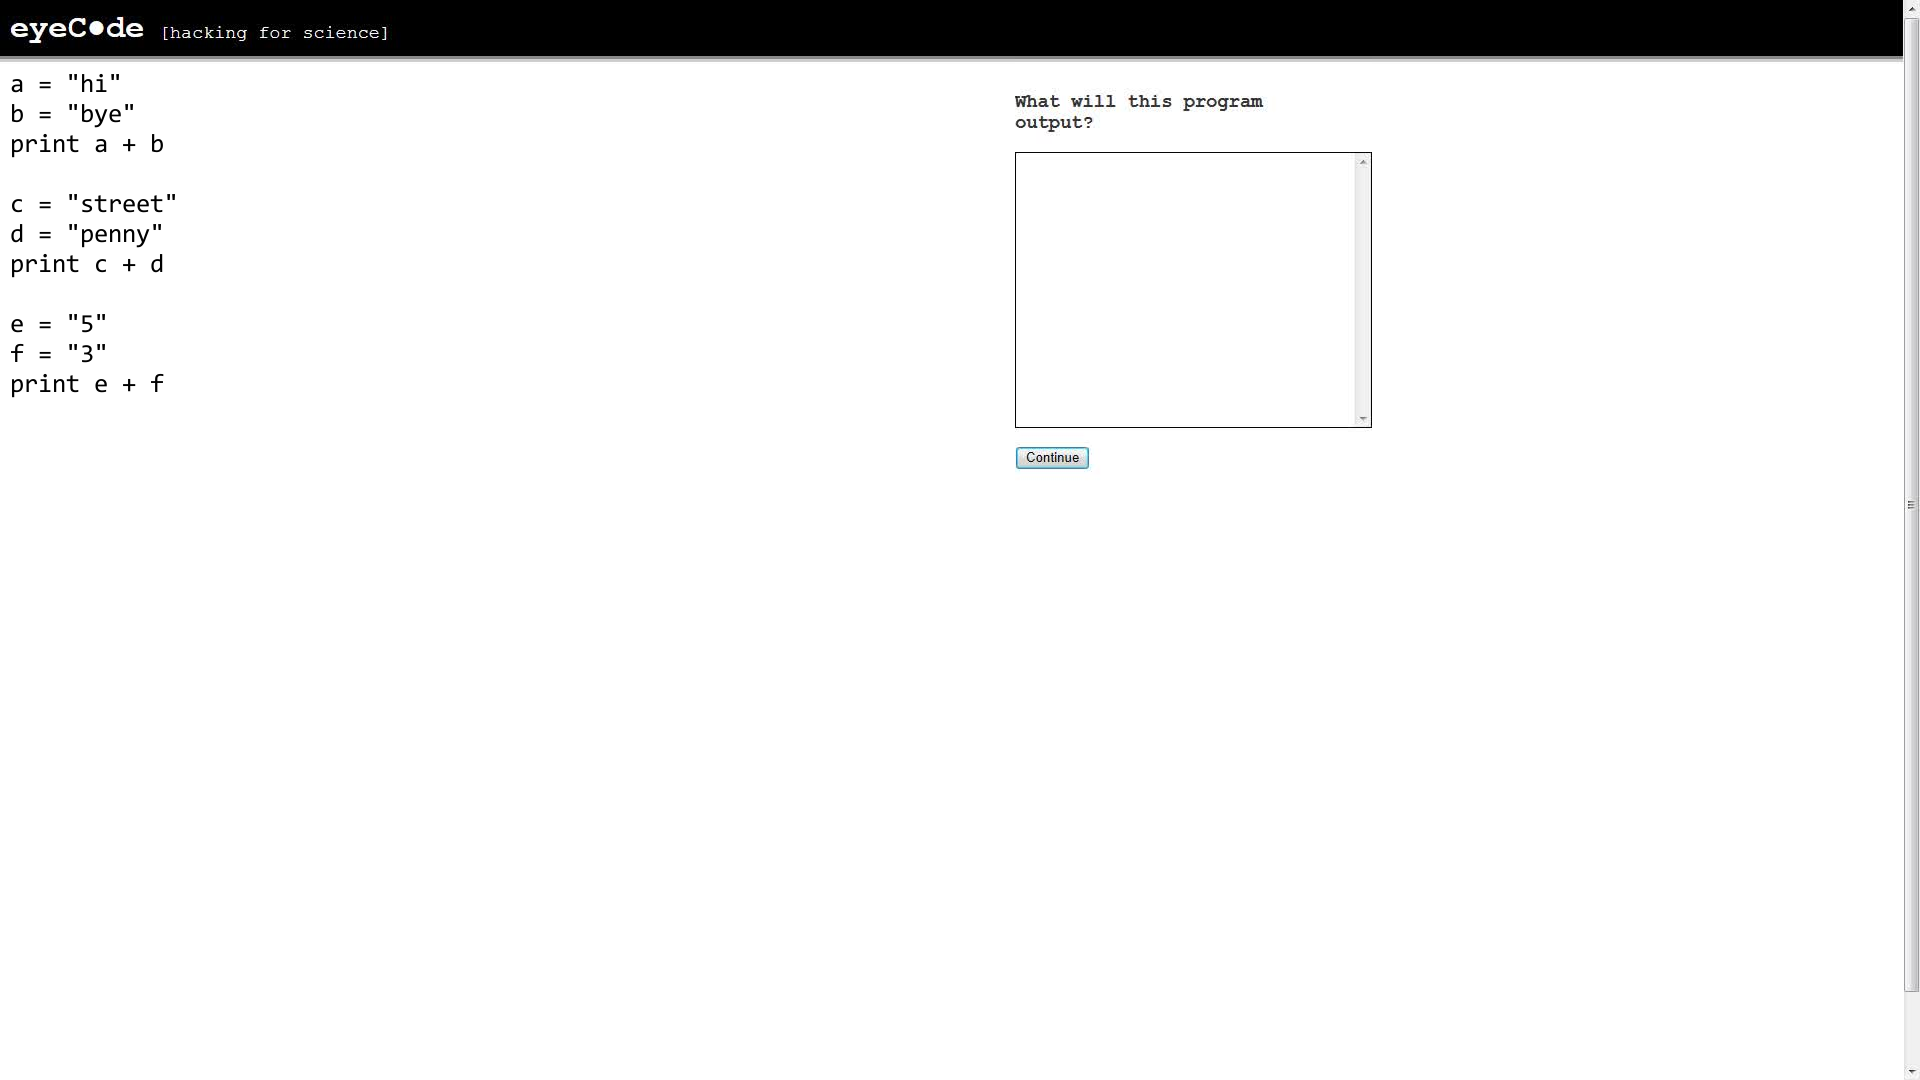 eyeC●de [hacking for science]
a = "hi"
b = "bye"
print a + b
c = "street"
d = "penny"
print c + d
e = "5"
f = "3"
print e + f
What will this program
output?
Continue